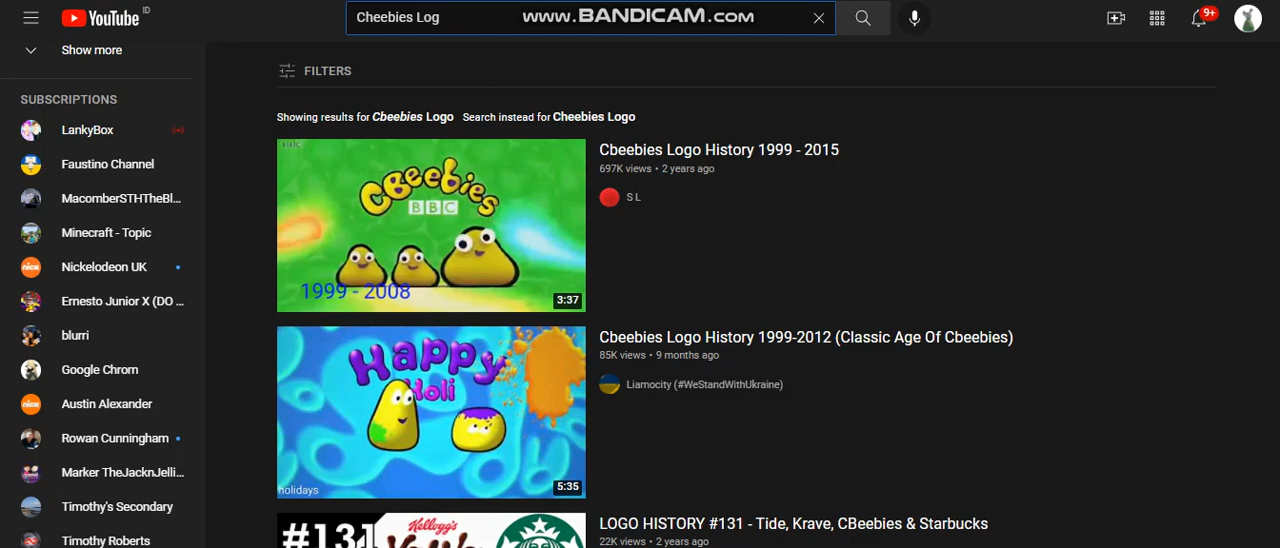 YouTube ID
Cheebies Log
www.BANDICAM.com
9+
Show more
SUBSCRIPTIONS
LankyBox
Faustino Channel
MacomberSTHTheBl...
Minecraft - Topic
Nickelodeon UK
Ernesto Junior X (DO ...
blurri
Google Chrom
Austin Alexander
Rowan Cunningham
Marker TheJacknJelli...
Timothy's Secondary
Timothy Roberts
FILTERS
Showing results for Cbeebies Logo Search instead for Cheebies Logo
BBC
CBeebies
BBC
1999 - 2008
3:37
Cbeebies Logo History 1999 - 2015
697K views • 2 years ago
S L
Happy
Holi
holidays
5:35
Cbeebies Logo History 1999-2012 (Classic Age Of Cbeebies)
85K views • 9 months ago
Liamocity (#WeStandWithUkraine)
#131
Kellogg's
LOGO HISTORY #131 - Tide, Krave, CBeebies & Starbucks
22K views • 2 years ago